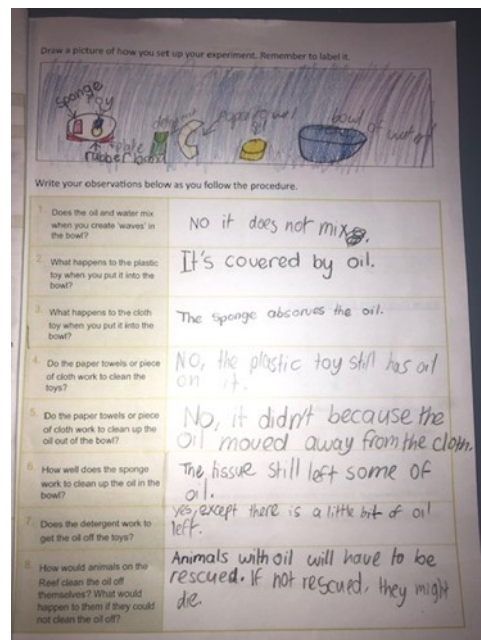 Draw a picture of how you set up your experiment. Remember to label it.
sponge
toy
plate
rubber band
paper towel
oil
bowl
of water
Write your observations below as you follow the procedure.
1. Does the oil and water mix
when you create 'waves' in
the bowl?
NO it does not mix.
2. What happens to the plastic
toy when you put it into the
bowl?
It's covered by oil.
3. What happens to the cloth
toy when you put it into the
bowl?
The sponge absorves the oil.
4. Do the paper towels or piece
of cloth work to clean the
toys?
No, the plastic toy still has oil
on it.
5. Do the paper towels or piece
of cloth work to clean up the
oil out of the bowl?
No, it didn't because the
oil moved away from the cloth.
6. How well does the sponge
work to clean up the oil in the
bowl?
The tissue still left some of
oil.
7. Does the detergent work to
get the oil off the toys?
yes, except there is a little bit of oil
left.
8. How would animals on the
Reef clean the oil off
themselves? What would
happen to them if they could
not clean the oil off?
Animals with oil will have to be
rescued. If not rescued, they might
die.